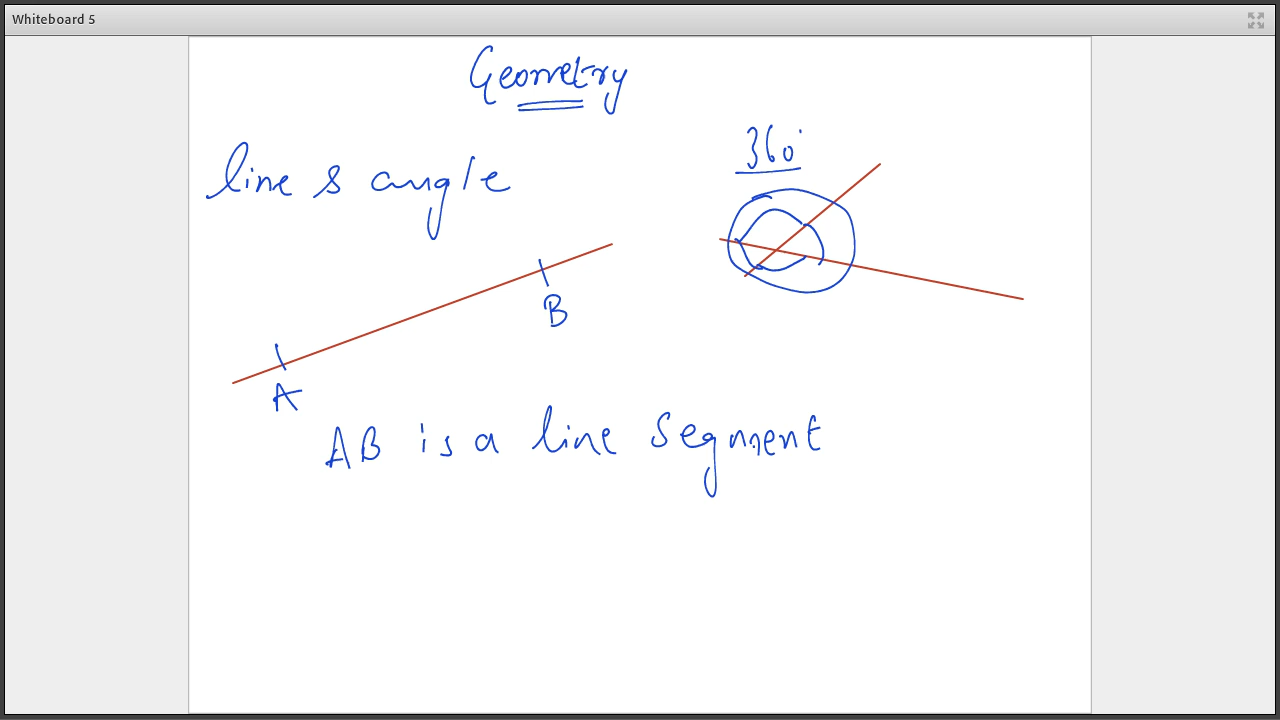 Whiteboard 5
Geometry
line & angle
360°
B
A
AB is a line segment